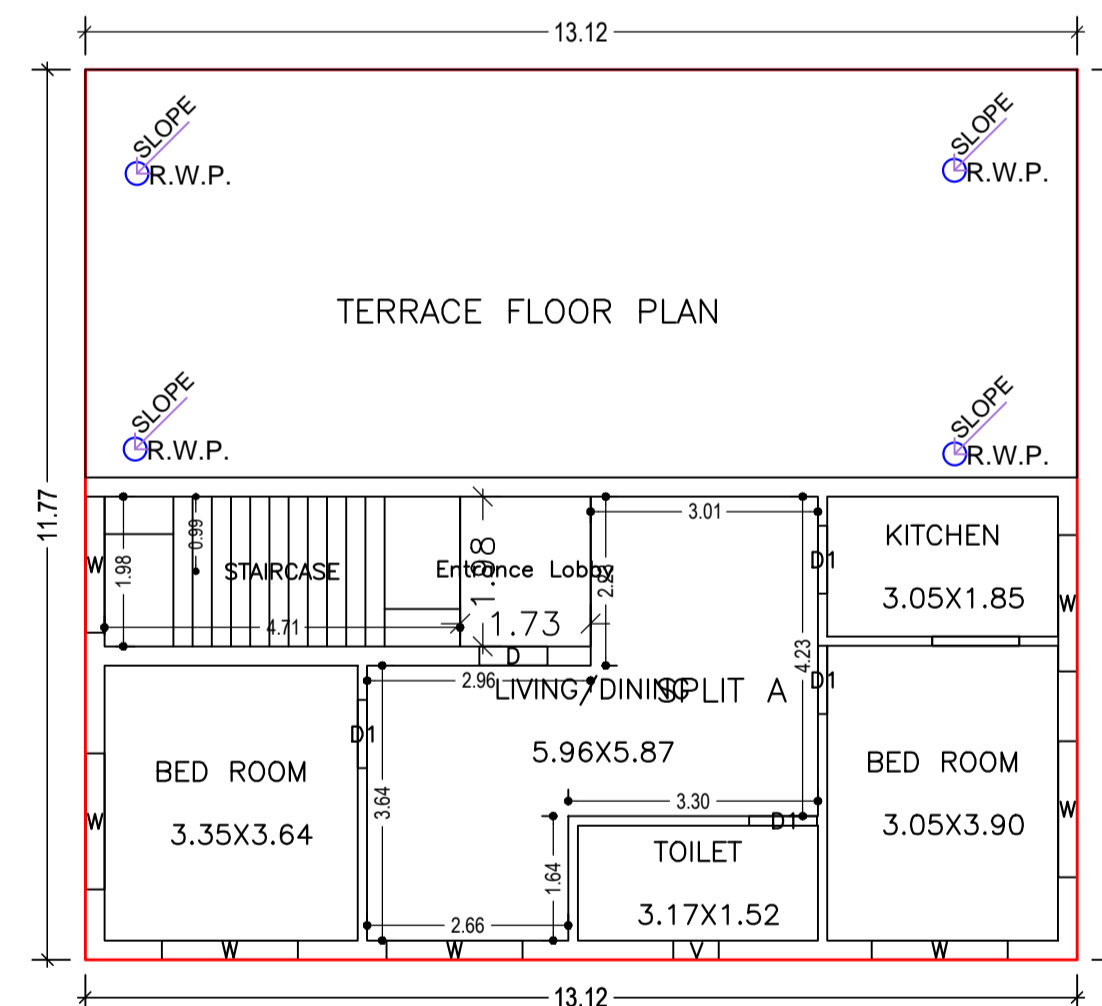 13.12
SLOPE
R.W.P.
SLOPE
R.W.P.
TERRACE FLOOR PLAN
SLOPE
R.W.P.
SLOPE
R.W.P.
11.77
3.01
KITCHEN
3.05X1.85
D1
W
W
1.98
0.99
STAIRCASE
4.71
Entrance Lobby
1.98
1.73
D
4.23
2.96
LIVING/DINING
SPLIT A
5.96X5.87
D1
D1
BED ROOM
3.35X3.64
W
3.64
BED ROOM
3.05X3.90
W
3.30
D1
TOILET
3.17X1.52
1.64
2.66
W
W
V
W
13.12